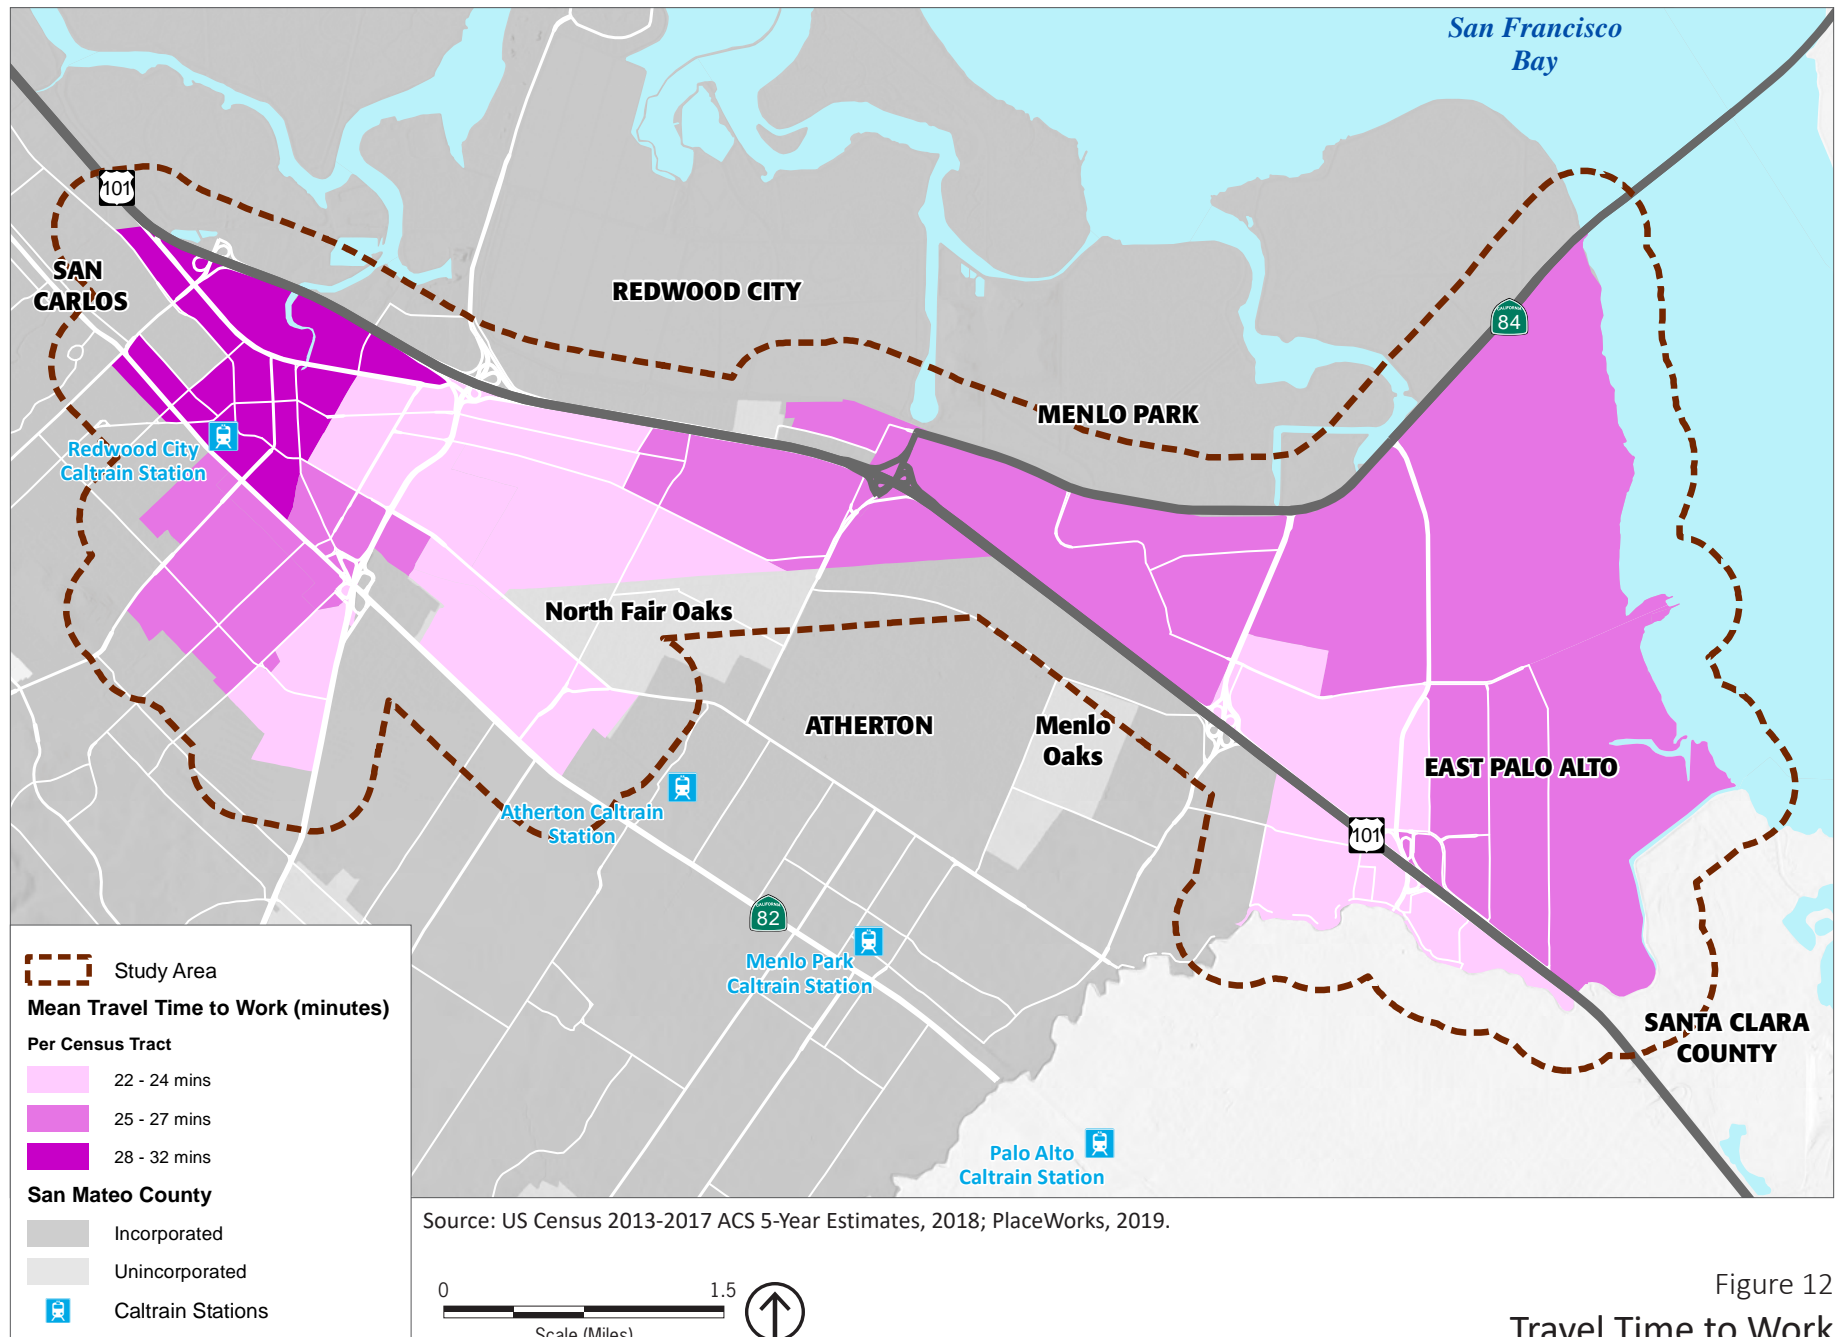 San Francisco
Bay
101
SAN
CARLOS
REDWOOD CITY
CALIFORNIA
84
MENLO PARK
Redwood City
Caltrain Station
North Fair Oaks
ATHERTON
Menlo
Oaks
EAST PALO ALTO
Atherton Caltrain
Station
101
CALIFORNIA
82
Menlo Park
Caltrain Station
SANTA CLARA
COUNTY
Palo Alto
Caltrain Station
Study Area
Mean Travel Time to Work (minutes)
Per Census Tract
22 - 24 mins
25 - 27 mins
28 - 32 mins
San Mateo County
Incorporated
Unincorporated
Caltrain Stations
Source: US Census 2013-2017 ACS 5-Year Estimates, 2018; PlaceWorks, 2019.
0 1.5
Scale (Miles)
Figure 12
Travel Time to Work